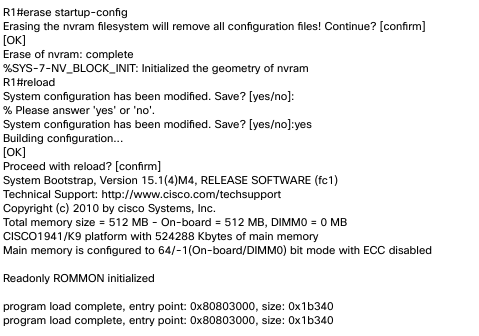 R1#erase startup-config
Erasing the nvram filesystem will remove all configuration files! Continue? [confirm]
[OK]
Erase of nvram: complete
%SYS-7-NV_BLOCK_INIT: Initialized the geometry of nvram
R1#reload
System configuration has been modified. Save? [yes/no]:
% Please answer 'yes' or 'no'.
System configuration has been modified. Save? [yes/no]:yes
Building configuration...
[OK]
Proceed with reload? [confirm]
System Bootstrap, Version 15.1(4)M4, RELEASE SOFTWARE (fc1)
Technical Support: http://www.cisco.com/techsupport
Copyright (c) 2010 by cisco Systems, Inc.
Total memory size = 512 MB - On-board = 512 MB, DIMM0 = 0 MB
CISCO1941/K9 platform with 524288 Kbytes of main memory
Main memory is configured to 64/-1(On-board/DIMM0) bit mode with ECC disabled
Readonly ROMMON initialized
program load complete, entry point: 0x80803000, size: 0x1b340
program load complete, entry point: 0x80803000, size: 0x1b340